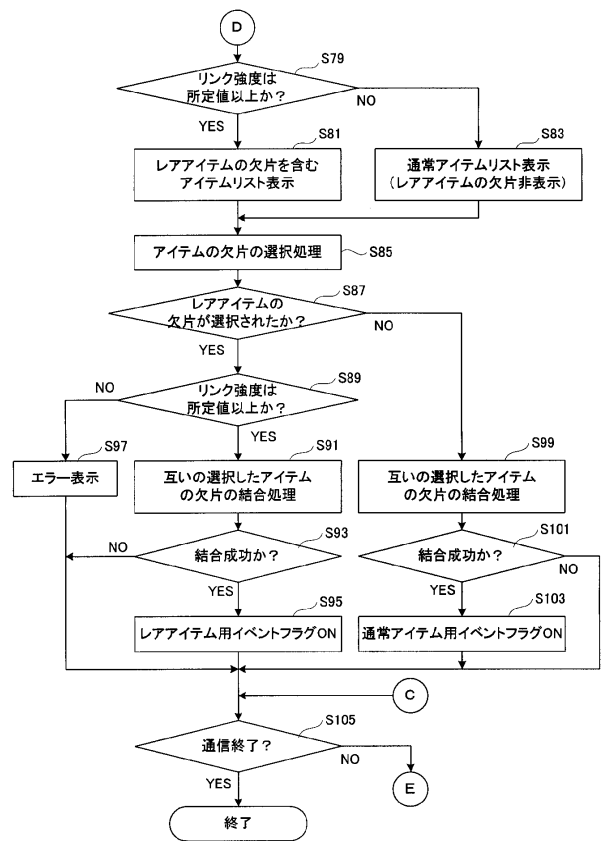 D
S79
リンク強度は
所定値以上か?
NO
YES
S81
レアアイテムの欠片を含む
アイテムリスト表示
S83
通常アイテムリスト表示
(レアアイテムの欠片非表示)
アイテムの欠片の選択処理
S85
S87
レアアイテムの
欠片が選択されたか?
NO
YES
S89
リンク強度は
所定値以上か?
NO
YES
S97
エラー表示
S91
互いの選択したアイテム
の欠片の結合処理
S99
互いの選択したアイテム
の欠片の結合処理
S93
結合成功か?
NO
YES
S101
結合成功か?
NO
YES
S95
レアアイテム用イベントフラグON
S103
通常アイテム用イベントフラグON
C
S105
通信終了?
NO
YES
E
終了